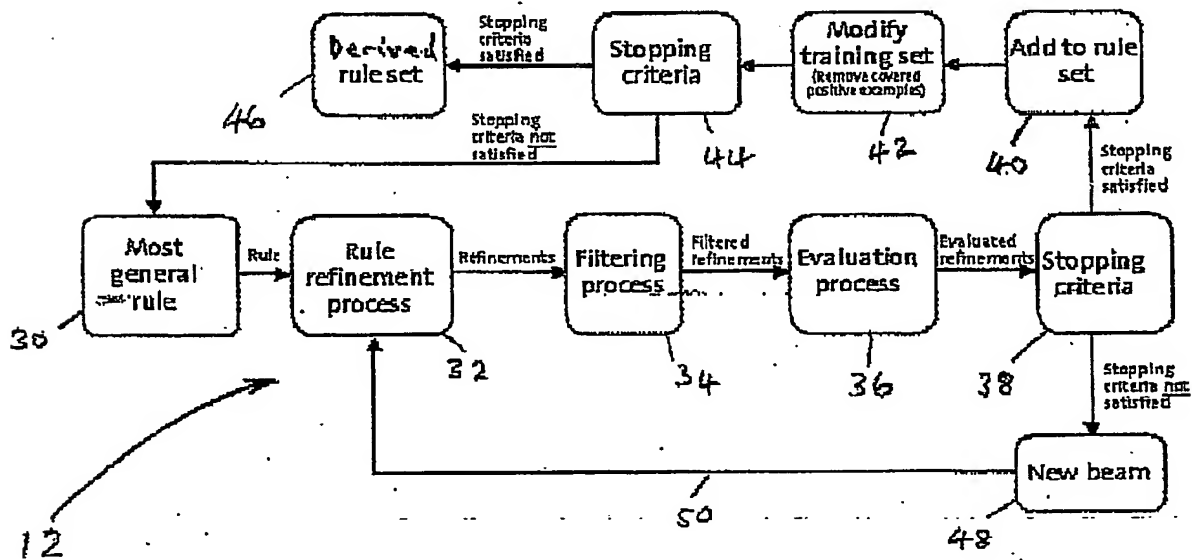 Derived
rule set
Stopping
criteria
satisfied
Stopping
criteria
Modify
training set
(Remove covered
positive examples)
Add to rule
set
46
Stopping
criteria not
satisfied
44
42
40
Stopping
criteria
satisfied
Most
general
rule
Rule
Rule
refinement
process
Refinements
Filtering
process
Filtered
refinements
Evaluation
process
Evaluated
refinements
Stopping
criteria
30
32
34
36
38
Stopping
criteria not
satisfied
New beam
12
50
48